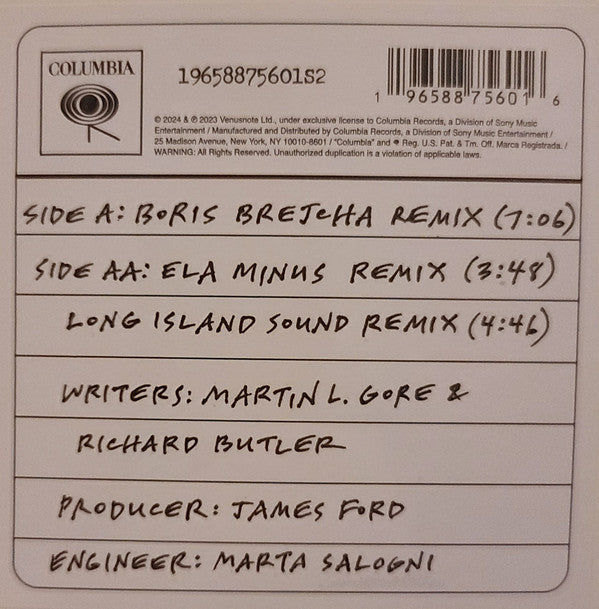 COLUMBIA
19658875601S2
1 96588 75601 6
© 2024 & ℗ 2023 Venusnote Ltd., under exclusive license to Columbia Records, a Division of Sony Music
Entertainment / Manufactured and Distributed by Columbia Records, a Division of Sony Music Entertainment /
25 Madison Avenue, New York, NY 10010-8601 / "Columbia" and Reg. U.S. Pat. & Tm. Off. Marca Registrada. /
WARNING: All Rights Reserved. Unauthorized duplication is a violation of applicable laws.
SIDE A: BORIS BREJCHA REMIX (7:06)
SIDE AA: ELA MINUS REMIX (3:48)
LONG ISLAND SOUND REMIX (4:46)
WRITERS: MARTIN L. GORE &
RICHARD BUTLER
PRODUCER: JAMES FORD
ENGINEER: MARTA SALOGNI